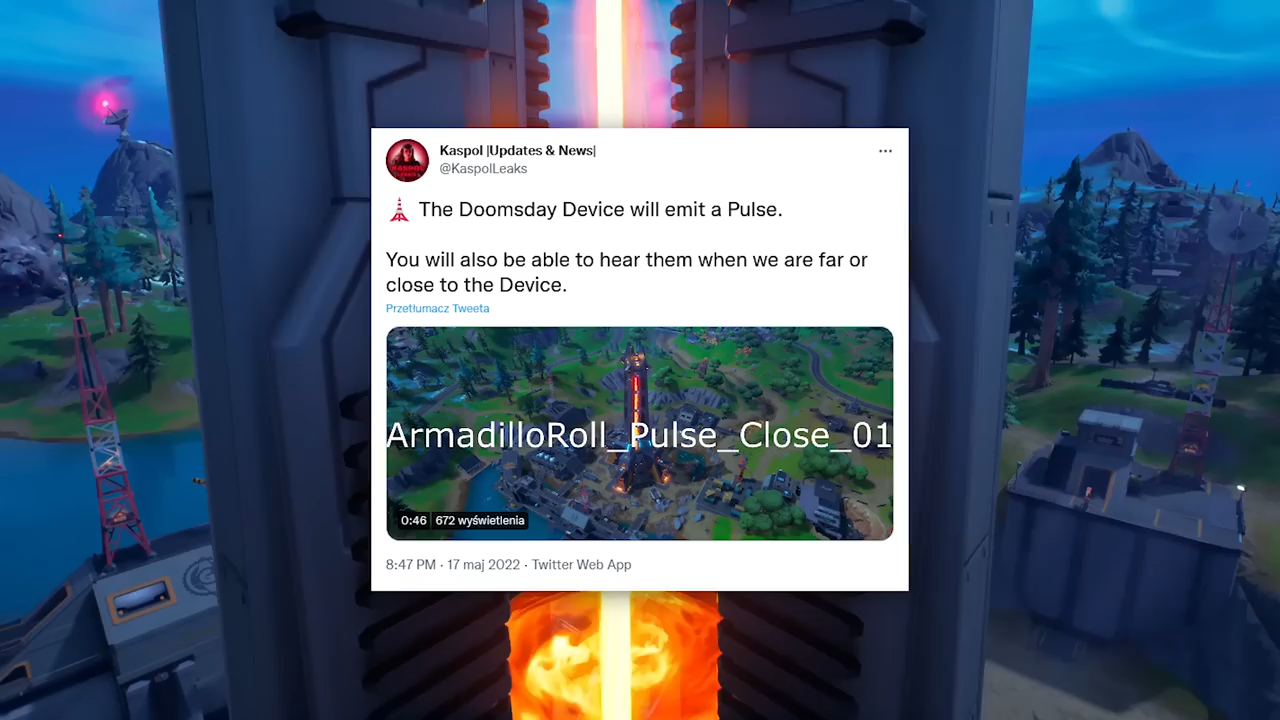 Kaspol |Updates & News|
@KaspolLeaks
The Doomsday Device will emit a Pulse.
You will also be able to hear them when we are far or
close to the Device.
Przetłumacz Tweeta
ArmadilloRoll_Pulse_Close_01
0:46 672 wyświetlenia
8:47 PM · 17 maj 2022 · Twitter Web App